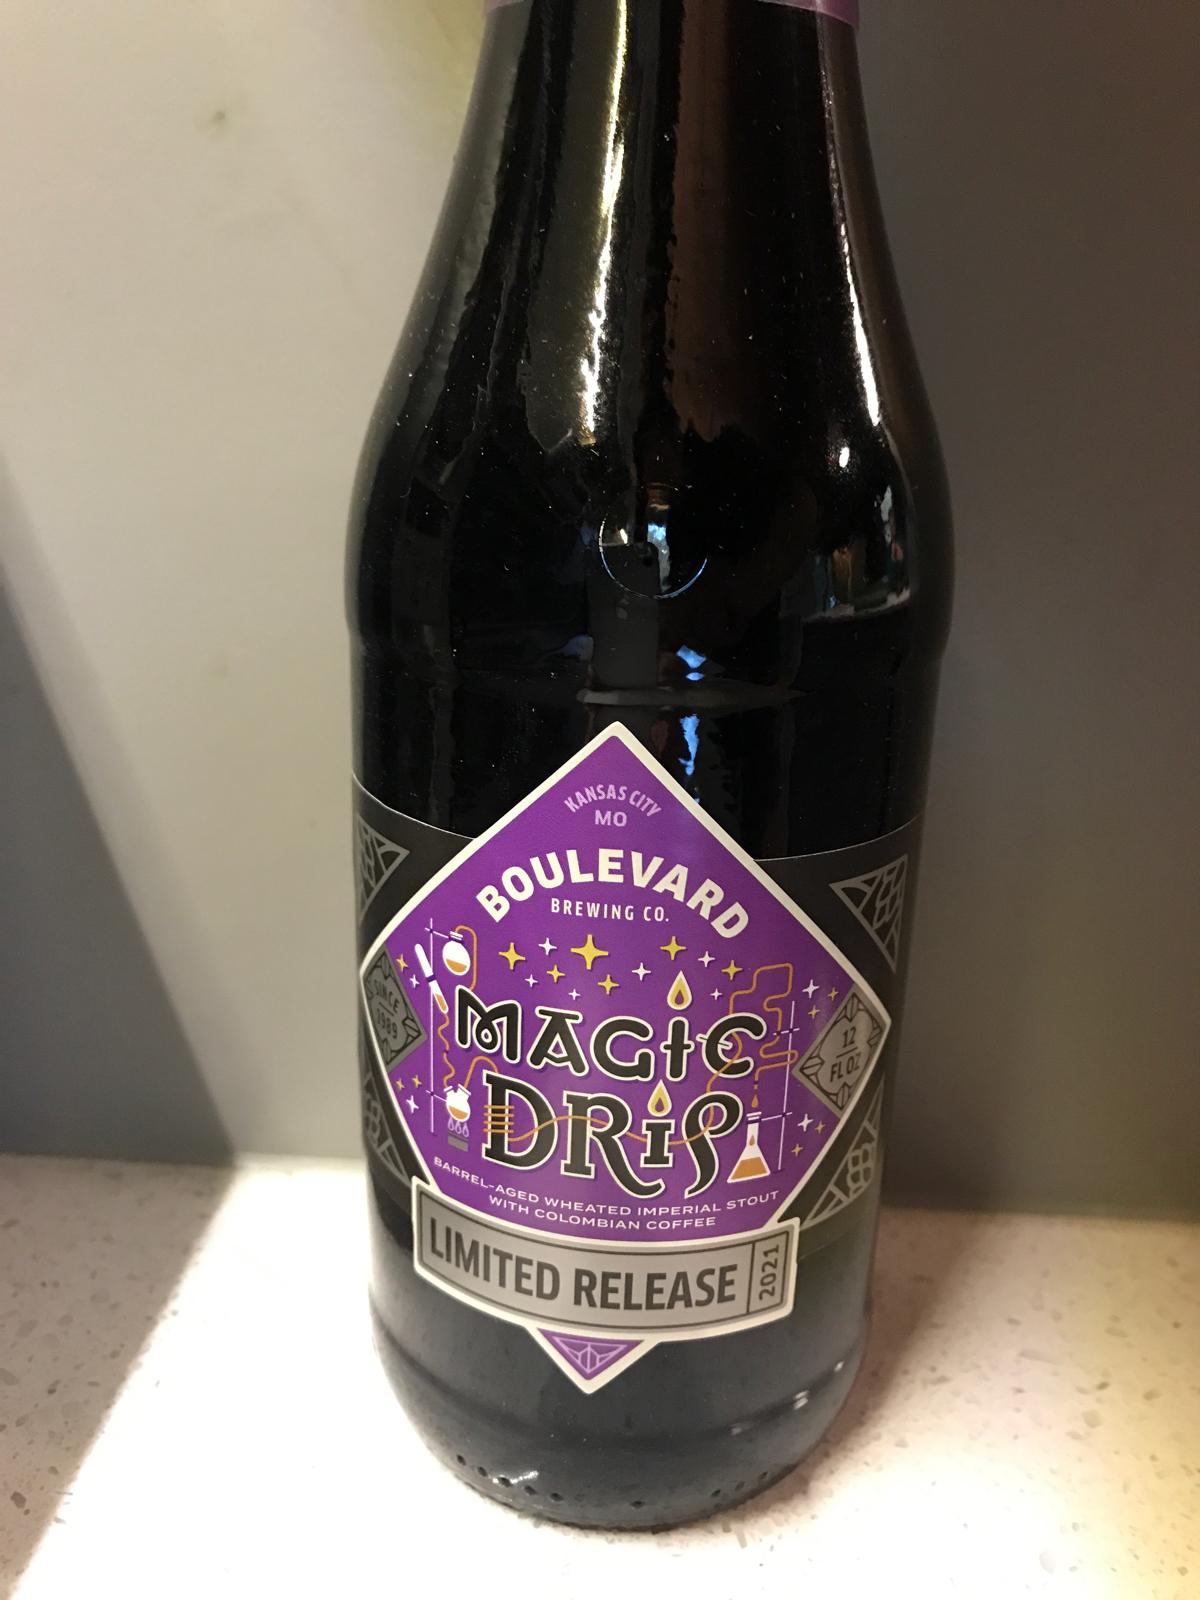 KANSAS CITY
MO
BOULEVARD
BREWING CO.
SINCE
1989
MAGIC
DRIP
12
FL OZ
BARREL-AGED WHEATED IMPERIAL STOUT
WITH COLOMBIAN COFFEE
LIMITED RELEASE 2021